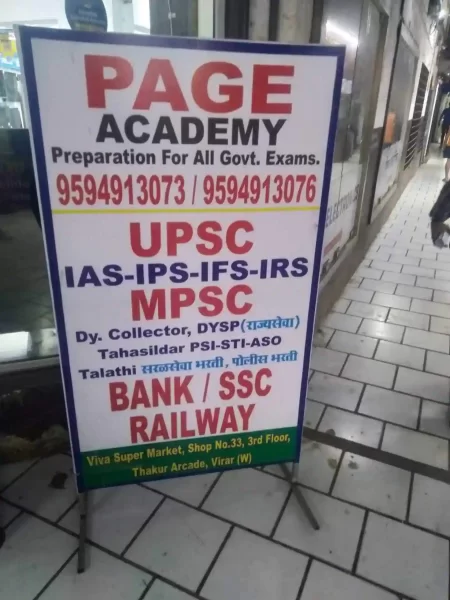 PAGE
ACADEMY
Preparation For All Govt. Exams.
9594913073 / 9594913076
UPSC
IAS-IPS-IFS-IRS
MPSC
Dy. Collector, DYSP(राज्यसेवा)
Tahasildar PSI-STI-ASO
Talathi सरळसेवा भरती, पोलीस भरती
BANK / SSC
RAILWAY
Viva Super Market, Shop No.33, 3rd Floor,
Thakur Arcade, Virar (W)